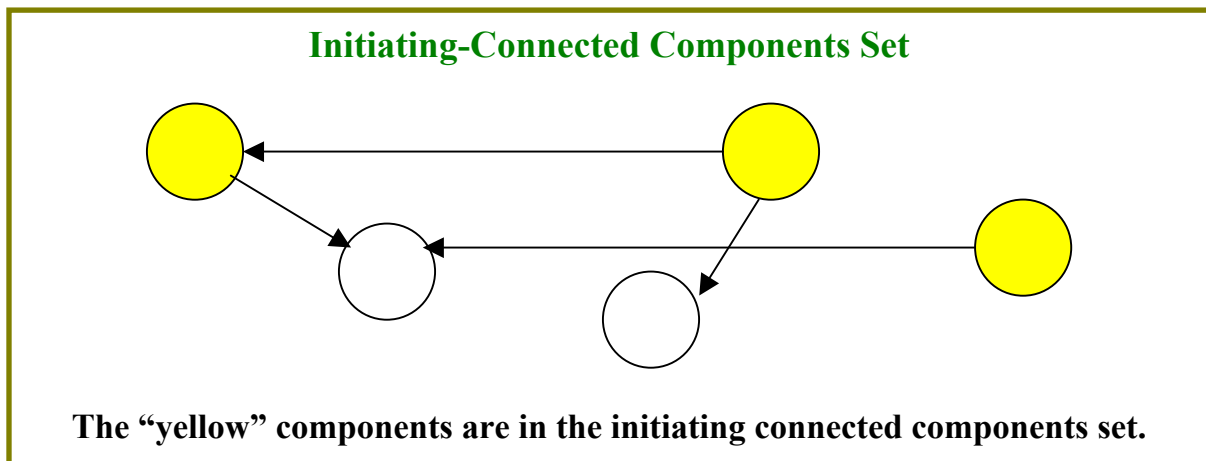 Initiating-Connected Components Set
The “yellow” components are in the initiating connected components set.